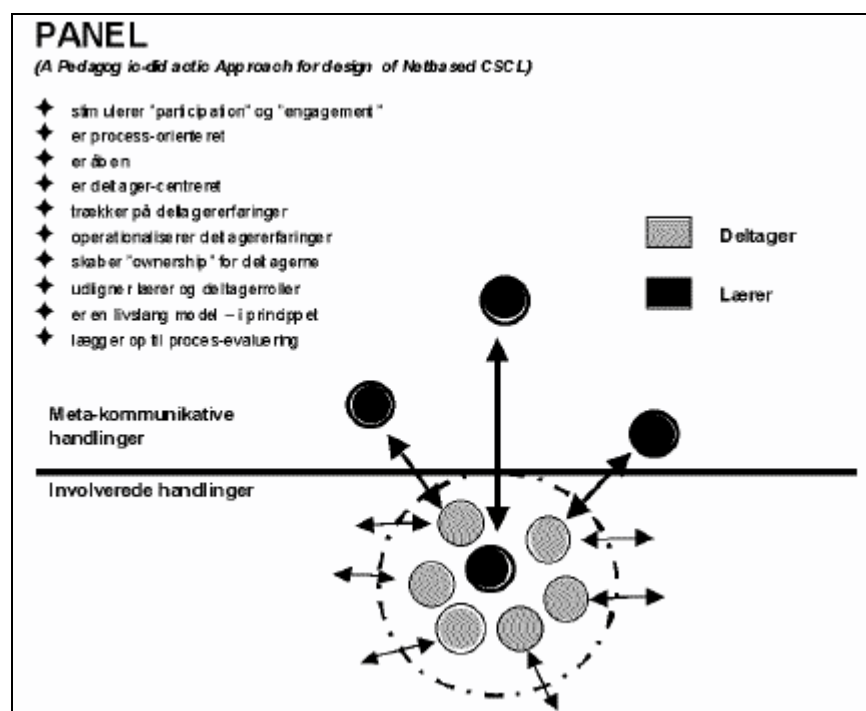 PANEL
(A Pedagogic-didactic Approach for design of Netbased CSCL)
stimulerer "participation" og "engagement"
er process-orienteret
er åben
er deltager-centreret
trækker på deltagererfaringer
operationaliserer deltagererfaringer
skaber "ownership" for deltagerne
udligner lærer og deltagerroller
er en livslang model – i princippet
lægger op til proces-evaluering
Deltager
Lærer
Meta-kommunikative
handlinger
Involverede handlinger